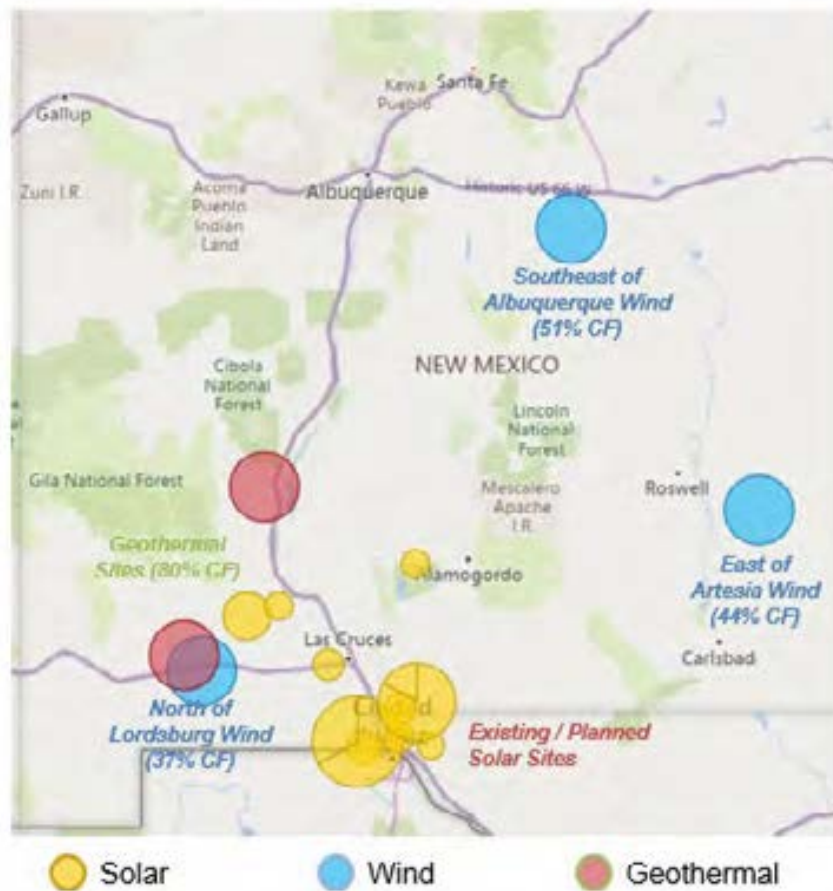 Santa Fe
Kewa
Pueblo
Gallup
Zuni I.R.
Acoma
Pueblo
Indian
Land
Albuquerque
Historic US 66 W
Southeast of
Albuquerque Wind
(51% CF)
NEW MEXICO
Cibola
National
Forest
Lincoln
National
Forest
Gila National Forest
Mescalero
Apache
I.R.
Roswell
Geothermal
Sites (80% CF)
Alamogordo
East of
Artesia Wind
(44% CF)
Las Cruces
Carlsbad
North of
Lordsburg Wind
(37% CF)
Existing / Planned
Solar Sites
Solar
Wind
Geothermal